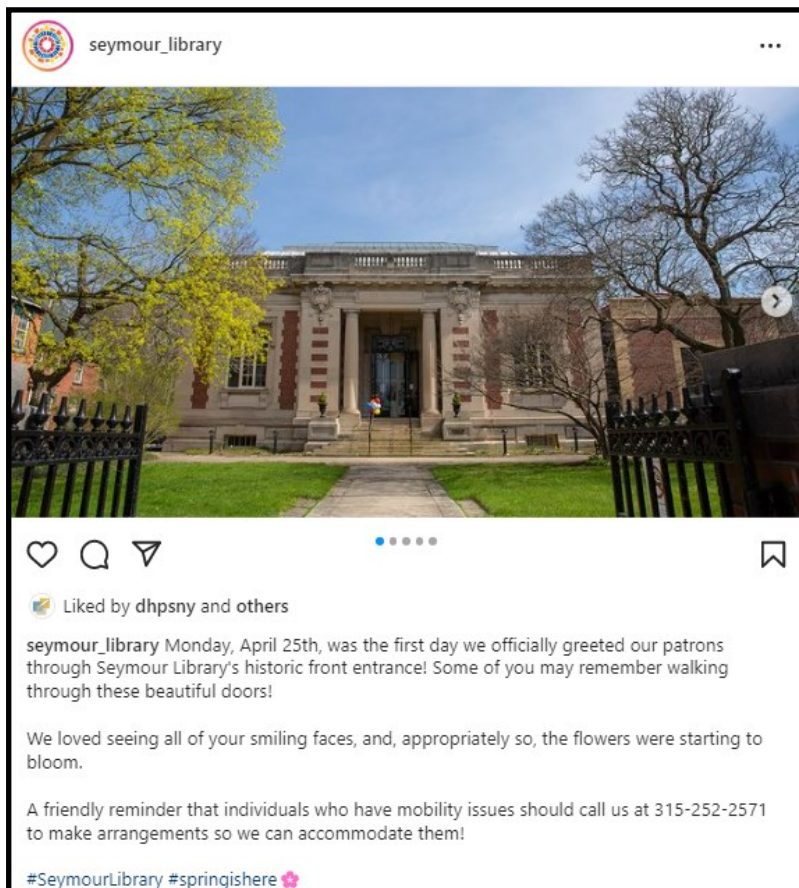 seymour_library
Liked by dhpsny and others
seymour_library Monday, April 25th, was the first day we officially greeted our patrons
through Seymour Library's historic front entrance! Some of you may remember walking
through these beautiful doors!
We loved seeing all of your smiling faces, and, appropriately so, the flowers were starting to
bloom.
A friendly reminder that individuals who have mobility issues should call us at 315-252-2571
to make arrangements so we can accommodate them!
#SeymourLibrary #springishere🌸